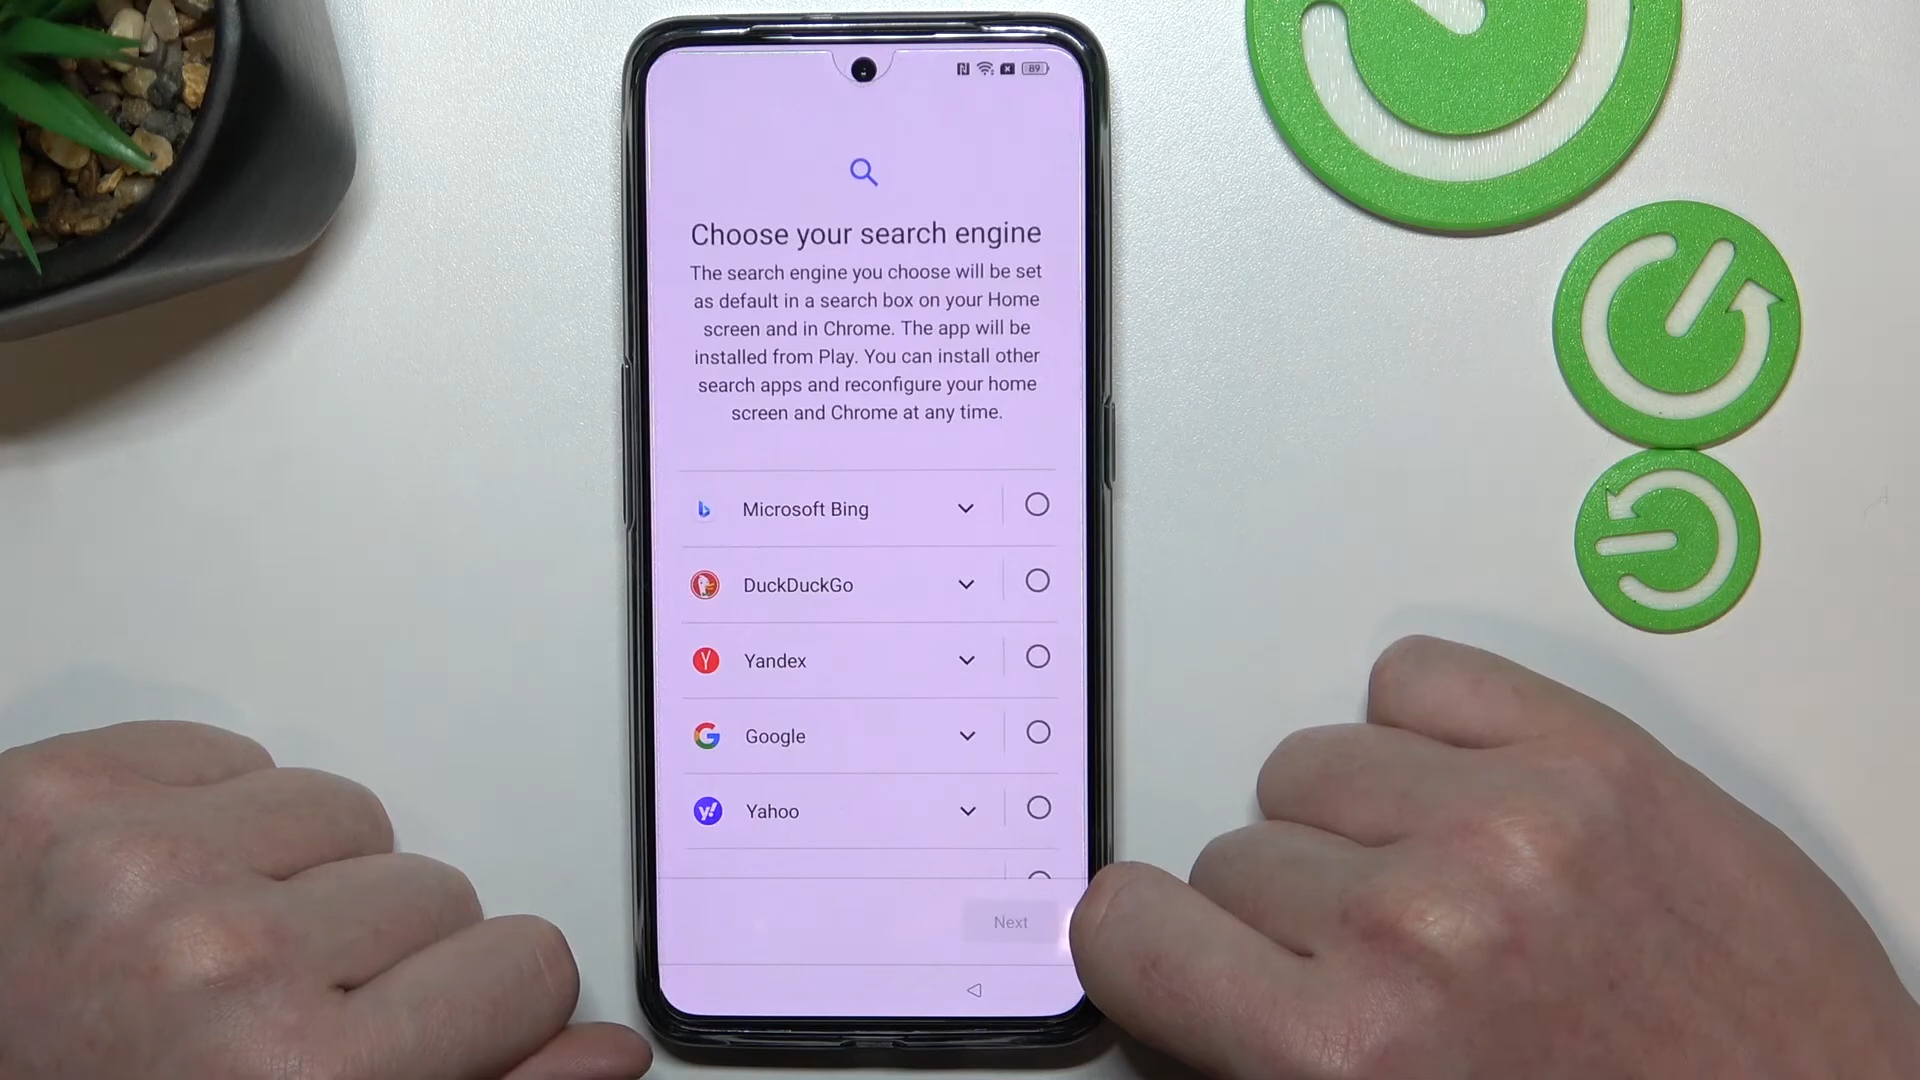 89
Choose your search engine
The search engine you choose will be set
as default in a search box on your Home
screen and in Chrome. The app will be
installed from Play. You can install other
search apps and reconfigure your home
screen and Chrome at any time.
Microsoft Bing
DuckDuckGo
Yandex
Google
Yahoo
Next